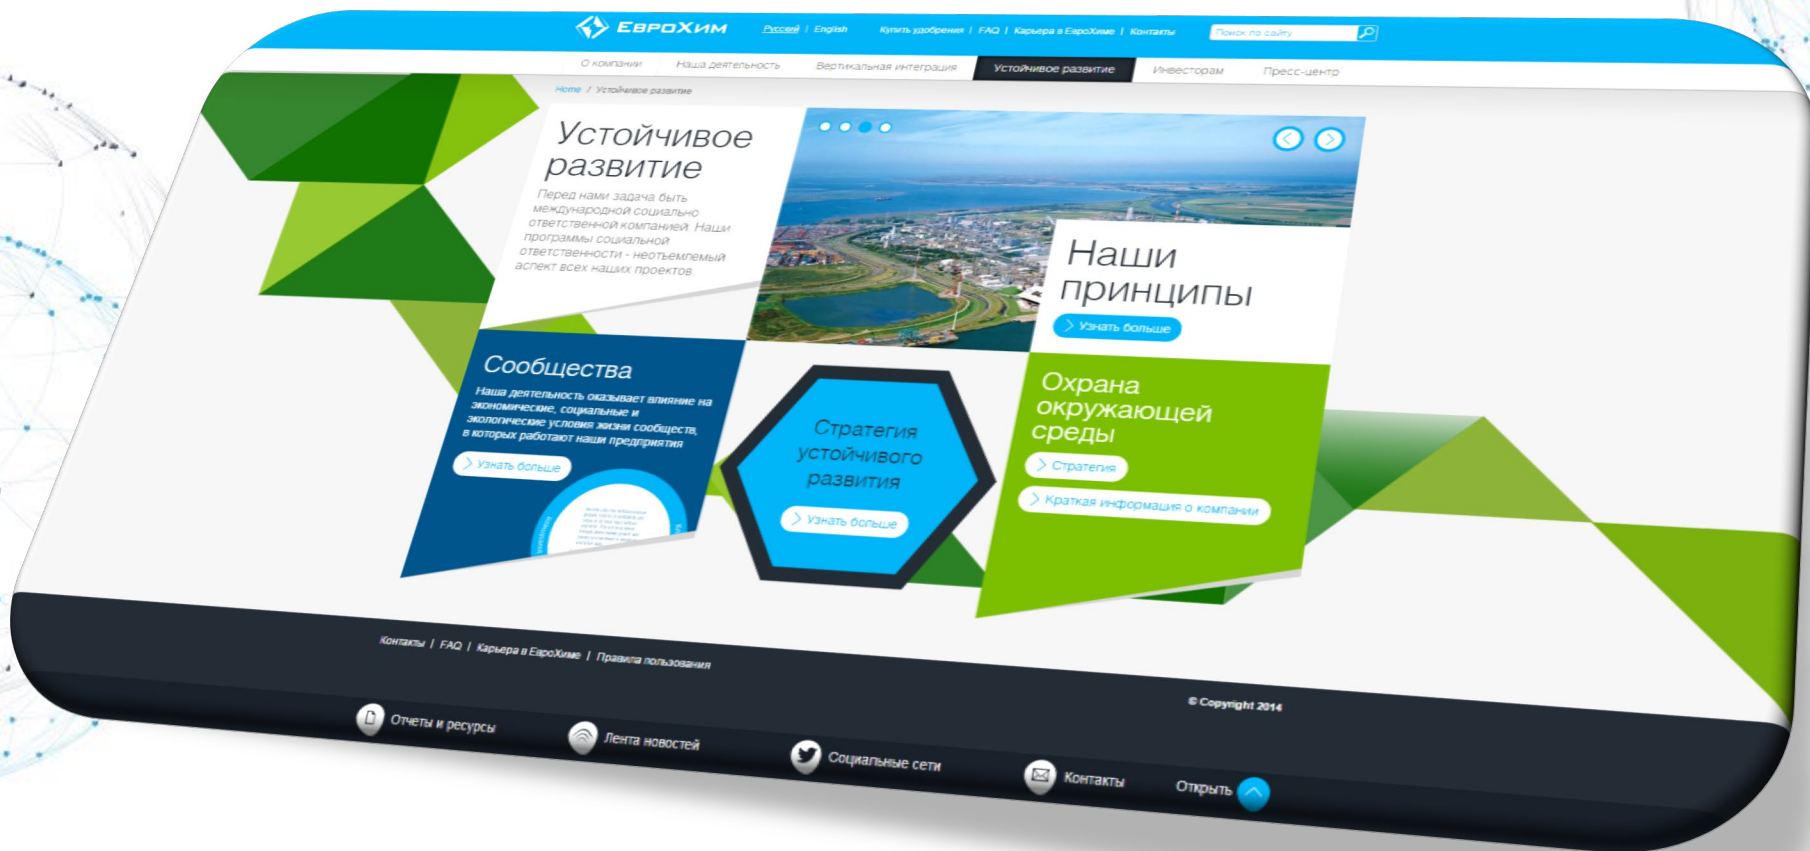 ЕвроХим
Русский | English
Купить удобрения | FAQ | Карьера в ЕвроХиме | Контакты
Поиск по сайту
О компании
Наша деятельность
Вертикальная интеграция
Устойчивое развитие
Инвесторам
Пресс-центр
Home / Устойчивое развитие
Устойчивое
развитие
Перед нами задача быть
международной социально
ответственной компанией. Наши
программы социальной
ответственности - неотъемлемый
аспект всех наших проектов.
Наши
принципы
Узнать больше
Сообщества
Наша деятельность оказывает влияние на
экономические, социальные и
экологические условия жизни сообществ,
в которых работают наши предприятия
Узнать больше
Стратегия
устойчивого
развития
Узнать больше
Охрана
окружающей
среды
Стратегия
Краткая информация о компании
Контакты | FAQ | Карьера в ЕвроХиме | Правила пользования
© Copyright 2014
Отчеты и ресурсы
Лента новостей
Социальные сети
Контакты
Открыть